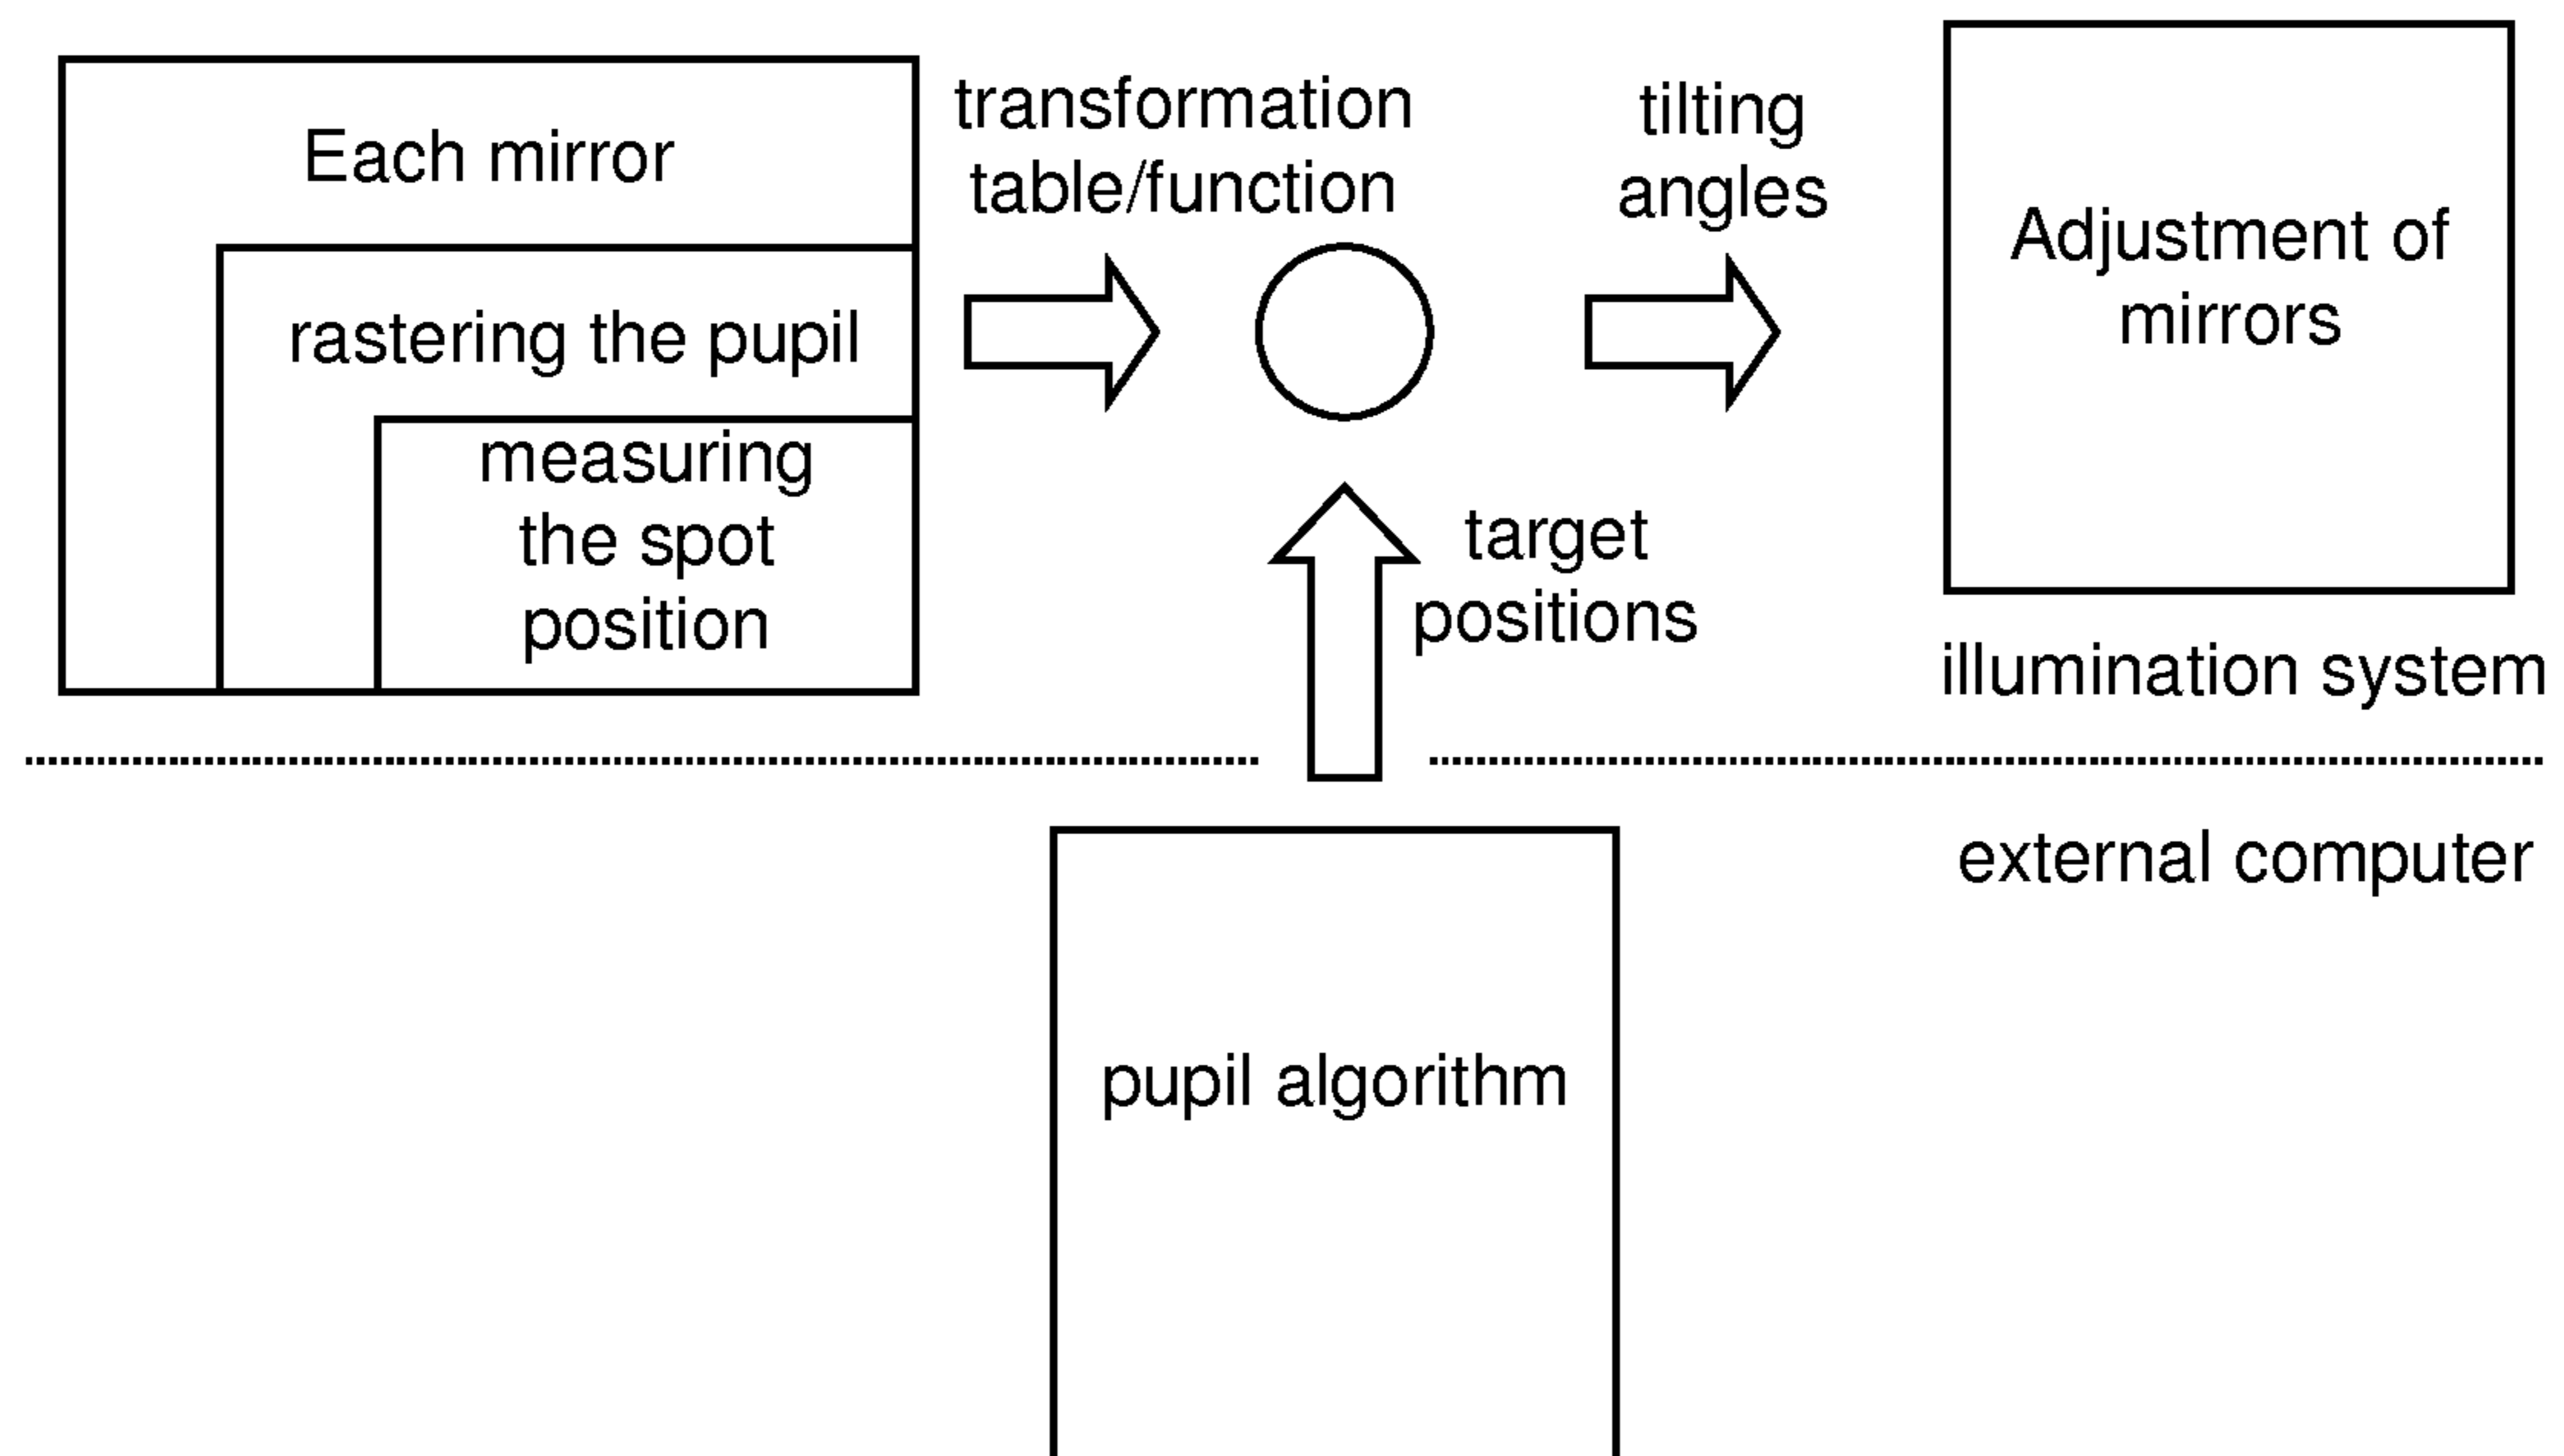 Each mirror
rastering the pupil
measuring
the spot
position
transformation
table/function
tilting
angles
target
positions
Adjustment of
mirrors
illumination system
external computer
pupil algorithm